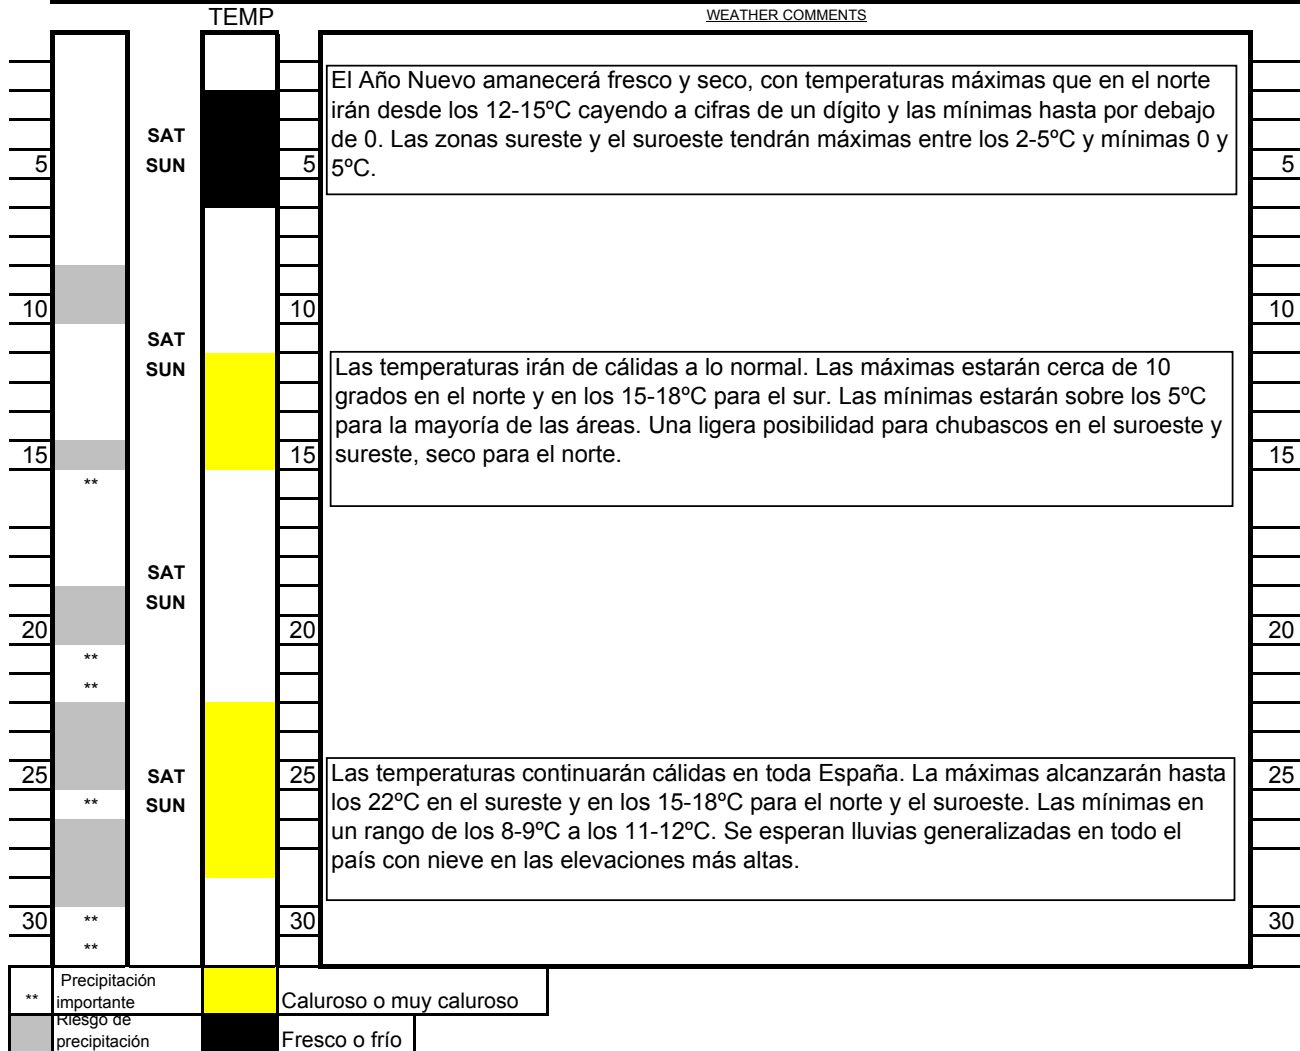 TEMP WEATHER COMMENTS
El Año Nuevo amanecerá fresco y seco, con temperaturas máximas que en el norte
irán desde los 12-15ºC cayendo a cifras de un dígito y las mínimas hasta por debajo
SAT de 0. Las zonas sureste y el suroeste tendrán máximas entre los 2-5ºC y mínimas 0 y
5 SUN 5 5ºC. 5
10 10 10
SAT
SUN Las temperaturas irán de cálidas a lo normal. Las máximas estarán cerca de 10
grados en el norte y en los 15-18ºC para el sur. Las mínimas estarán sobre los 5ºC
para la mayoría de las áreas. Una ligera posibilidad para chubascos en el suroeste y
15 15 sureste, seco para el norte. 15
**
SAT
SUN
20 20 20
**
**
25 SAT 25 Las temperaturas continuarán cálidas en toda España. La máximas alcanzarán hasta 25
** SUN los 22ºC en el sureste y en los 15-18ºC para el norte y el suroeste. Las mínimas en
un rango de los 8-9ºC a los 11-12ºC. Se esperan lluvias generalizadas en todo el
país con nieve en las elevaciones más altas.
30 ** 30 30
**
** Precipitación
importante Caluroso o muy caluroso
Riesgo de
precipitación Fresco o frío